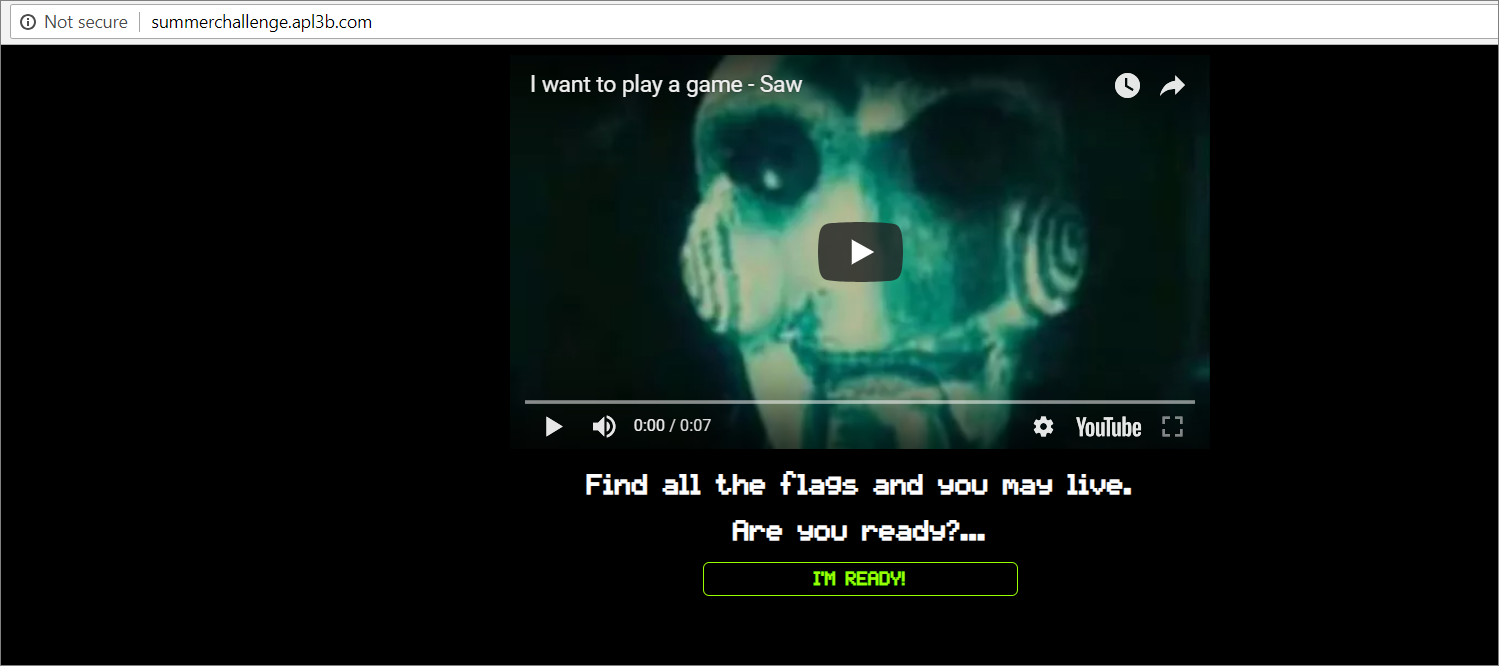 Not secure summerchallenge.apl3b.com
I want to play a game - Saw
0:00 / 0:07 YouTube
Find all the flags and you may live.
Are you ready?...
I'M READY!